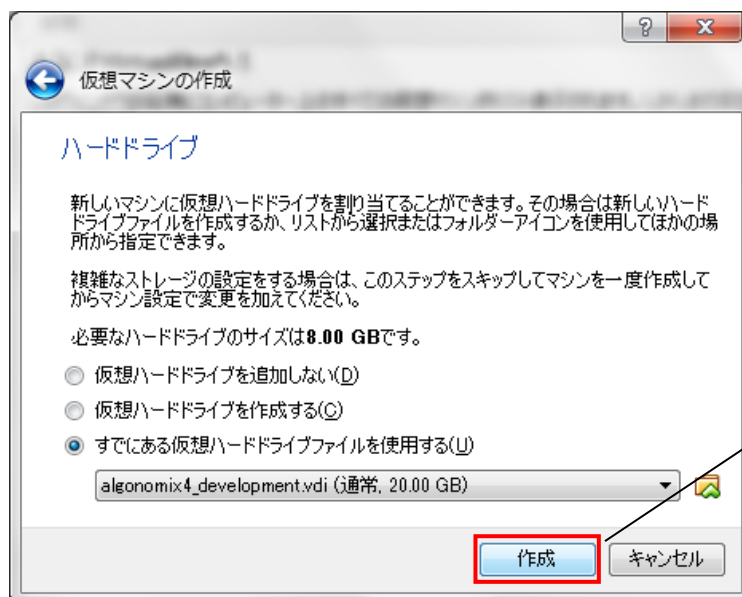 仮想マシンの作成
ハードドライブ
新しいマシンに仮想ハードドライブを割り当てることができます。その場合は新しいハード
ドライブファイルを作成するか、リストから選択またはフォルダーアイコンを使用してほかの場
所から指定できます。
複雑なストレージの設定をする場合は、このステップをスキップしてマシンを一度作成して
からマシン設定で変更を加えてください。
必要なハードドライブのサイズは8.00 GBです。
仮想ハードドライブを追加しない(D)
仮想ハードドライブを作成する(C)
すでにある仮想ハードドライブファイルを使用する(U)
algonomix4_development.vdi (通常, 20.00 GB)
作成
キャンセル